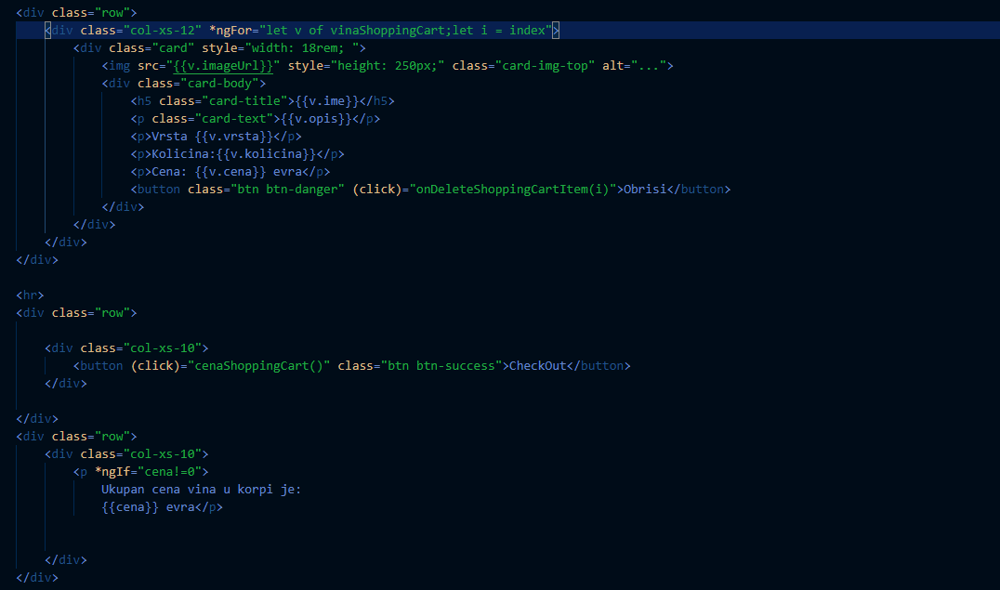 <div class="row">
<div class="col-xs-12" *ngFor="let v of vinaShoppingCart;let i = index">
<div class="card" style="width: 18rem; ">
<img src="{{v.imageUrl}}" style="height: 250px;" class="card-img-top" alt="...">
<div class="card-body">
<h5 class="card-title">{{v.ime}}</h5>
<p class="card-text">{{v.opis}}</p>
<p>Vrsta {{v.vrsta}}</p>
<p>Kolicina:{{v.kolicina}}</p>
<p>Cena: {{v.cena}} evra</p>
<button class="btn btn-danger" (click)="onDeleteShoppingCartItem(i)">Obrisi</button>
</div>
</div>
</div>
</div>
<hr>
<div class="row">
<div class="col-xs-10">
<button (click)="cenaShoppingCart()" class="btn btn-success">CheckOut</button>
</div>
</div>
<div class="row">
<div class="col-xs-10">
<p *ngIf="cena!=0">
Ukupan cena vina u korpi je:
{{cena}} evra</p>
</div>
</div>